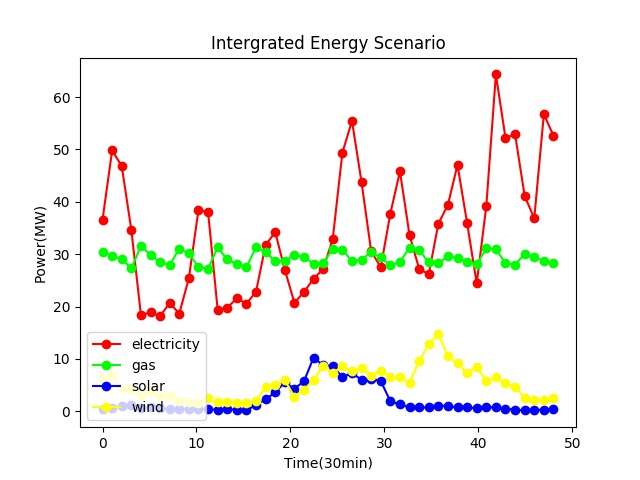 Intergrated Energy Scenario
Power(MW)
60
50
40
30
20
10
0
electricity
gas
solar
wind
0 10 20 30 40 50
Time(30min)